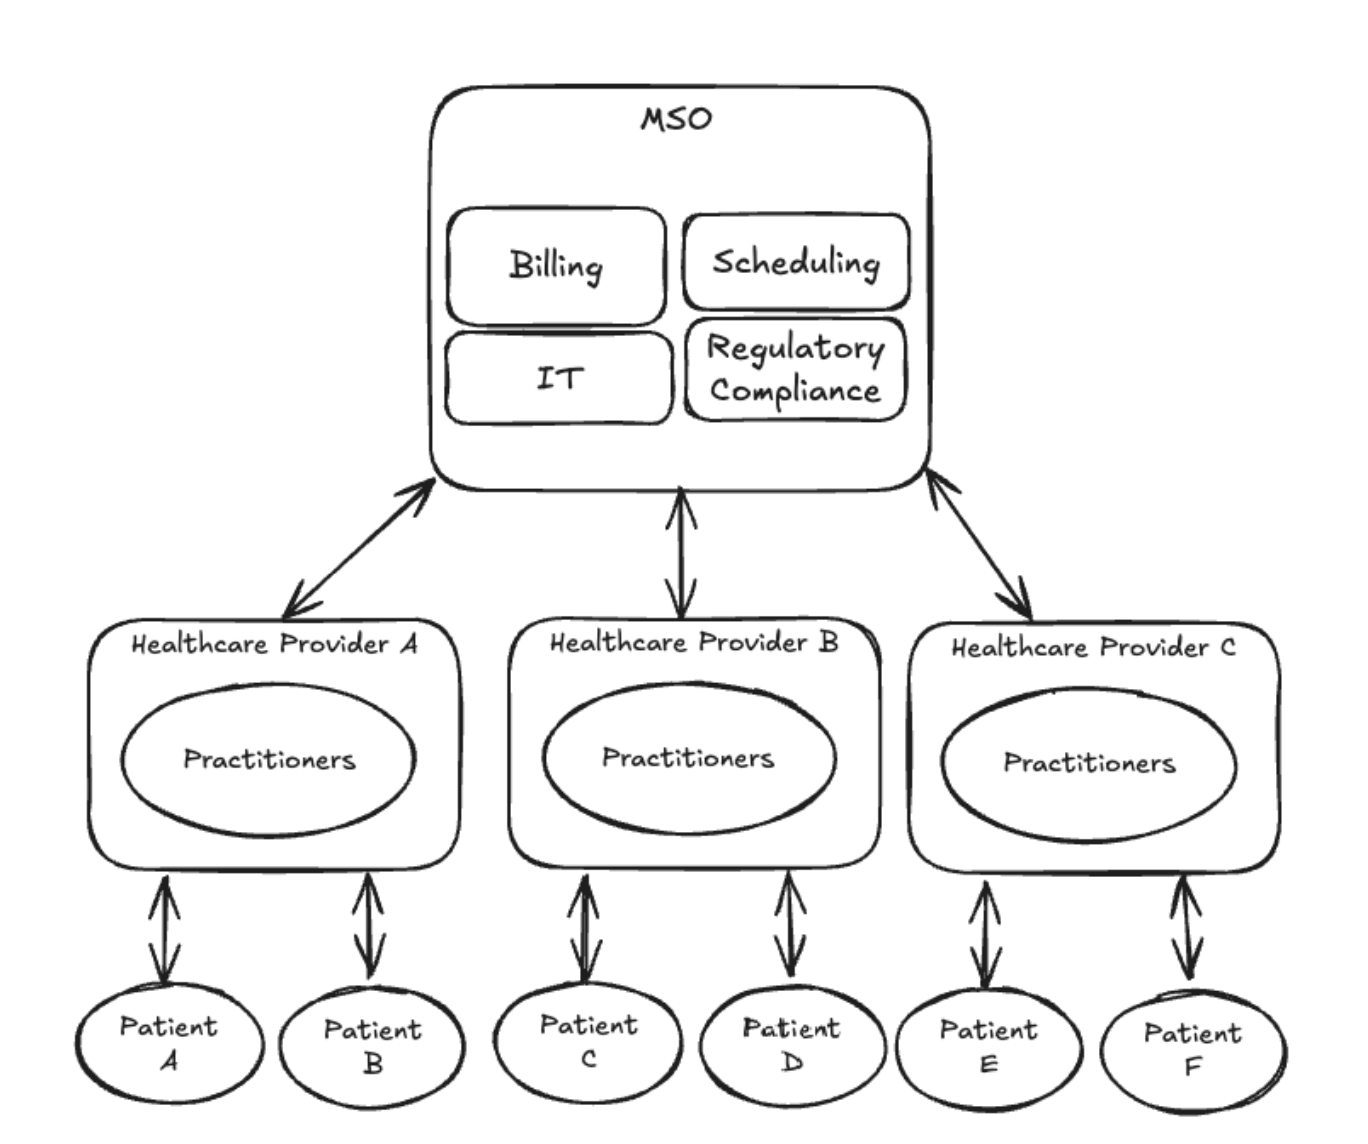 MSO
Billing
Scheduling
IT
Regulatory
Compliance
Healthcare Provider A
Practitioners
Healthcare Provider B
Practitioners
Healthcare Provider C
Practitioners
Patient
A
Patient
B
Patient
C
Patient
D
Patient
E
Patient
F